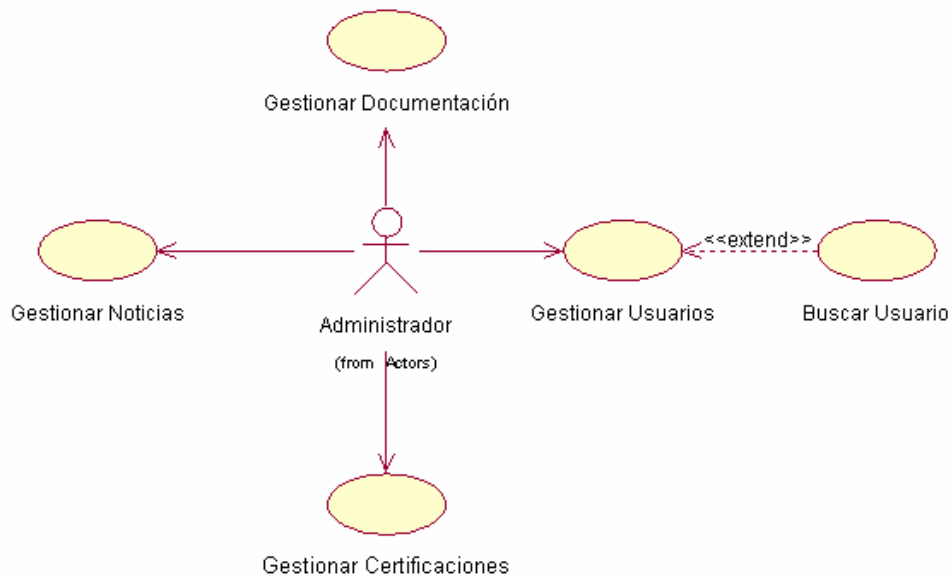 Gestionar Documentación
<<extend>>
Gestionar Noticias
Administrador
Gestionar Usuarios
Buscar Usuario
(from Actors)
Gestionar Certificaciones